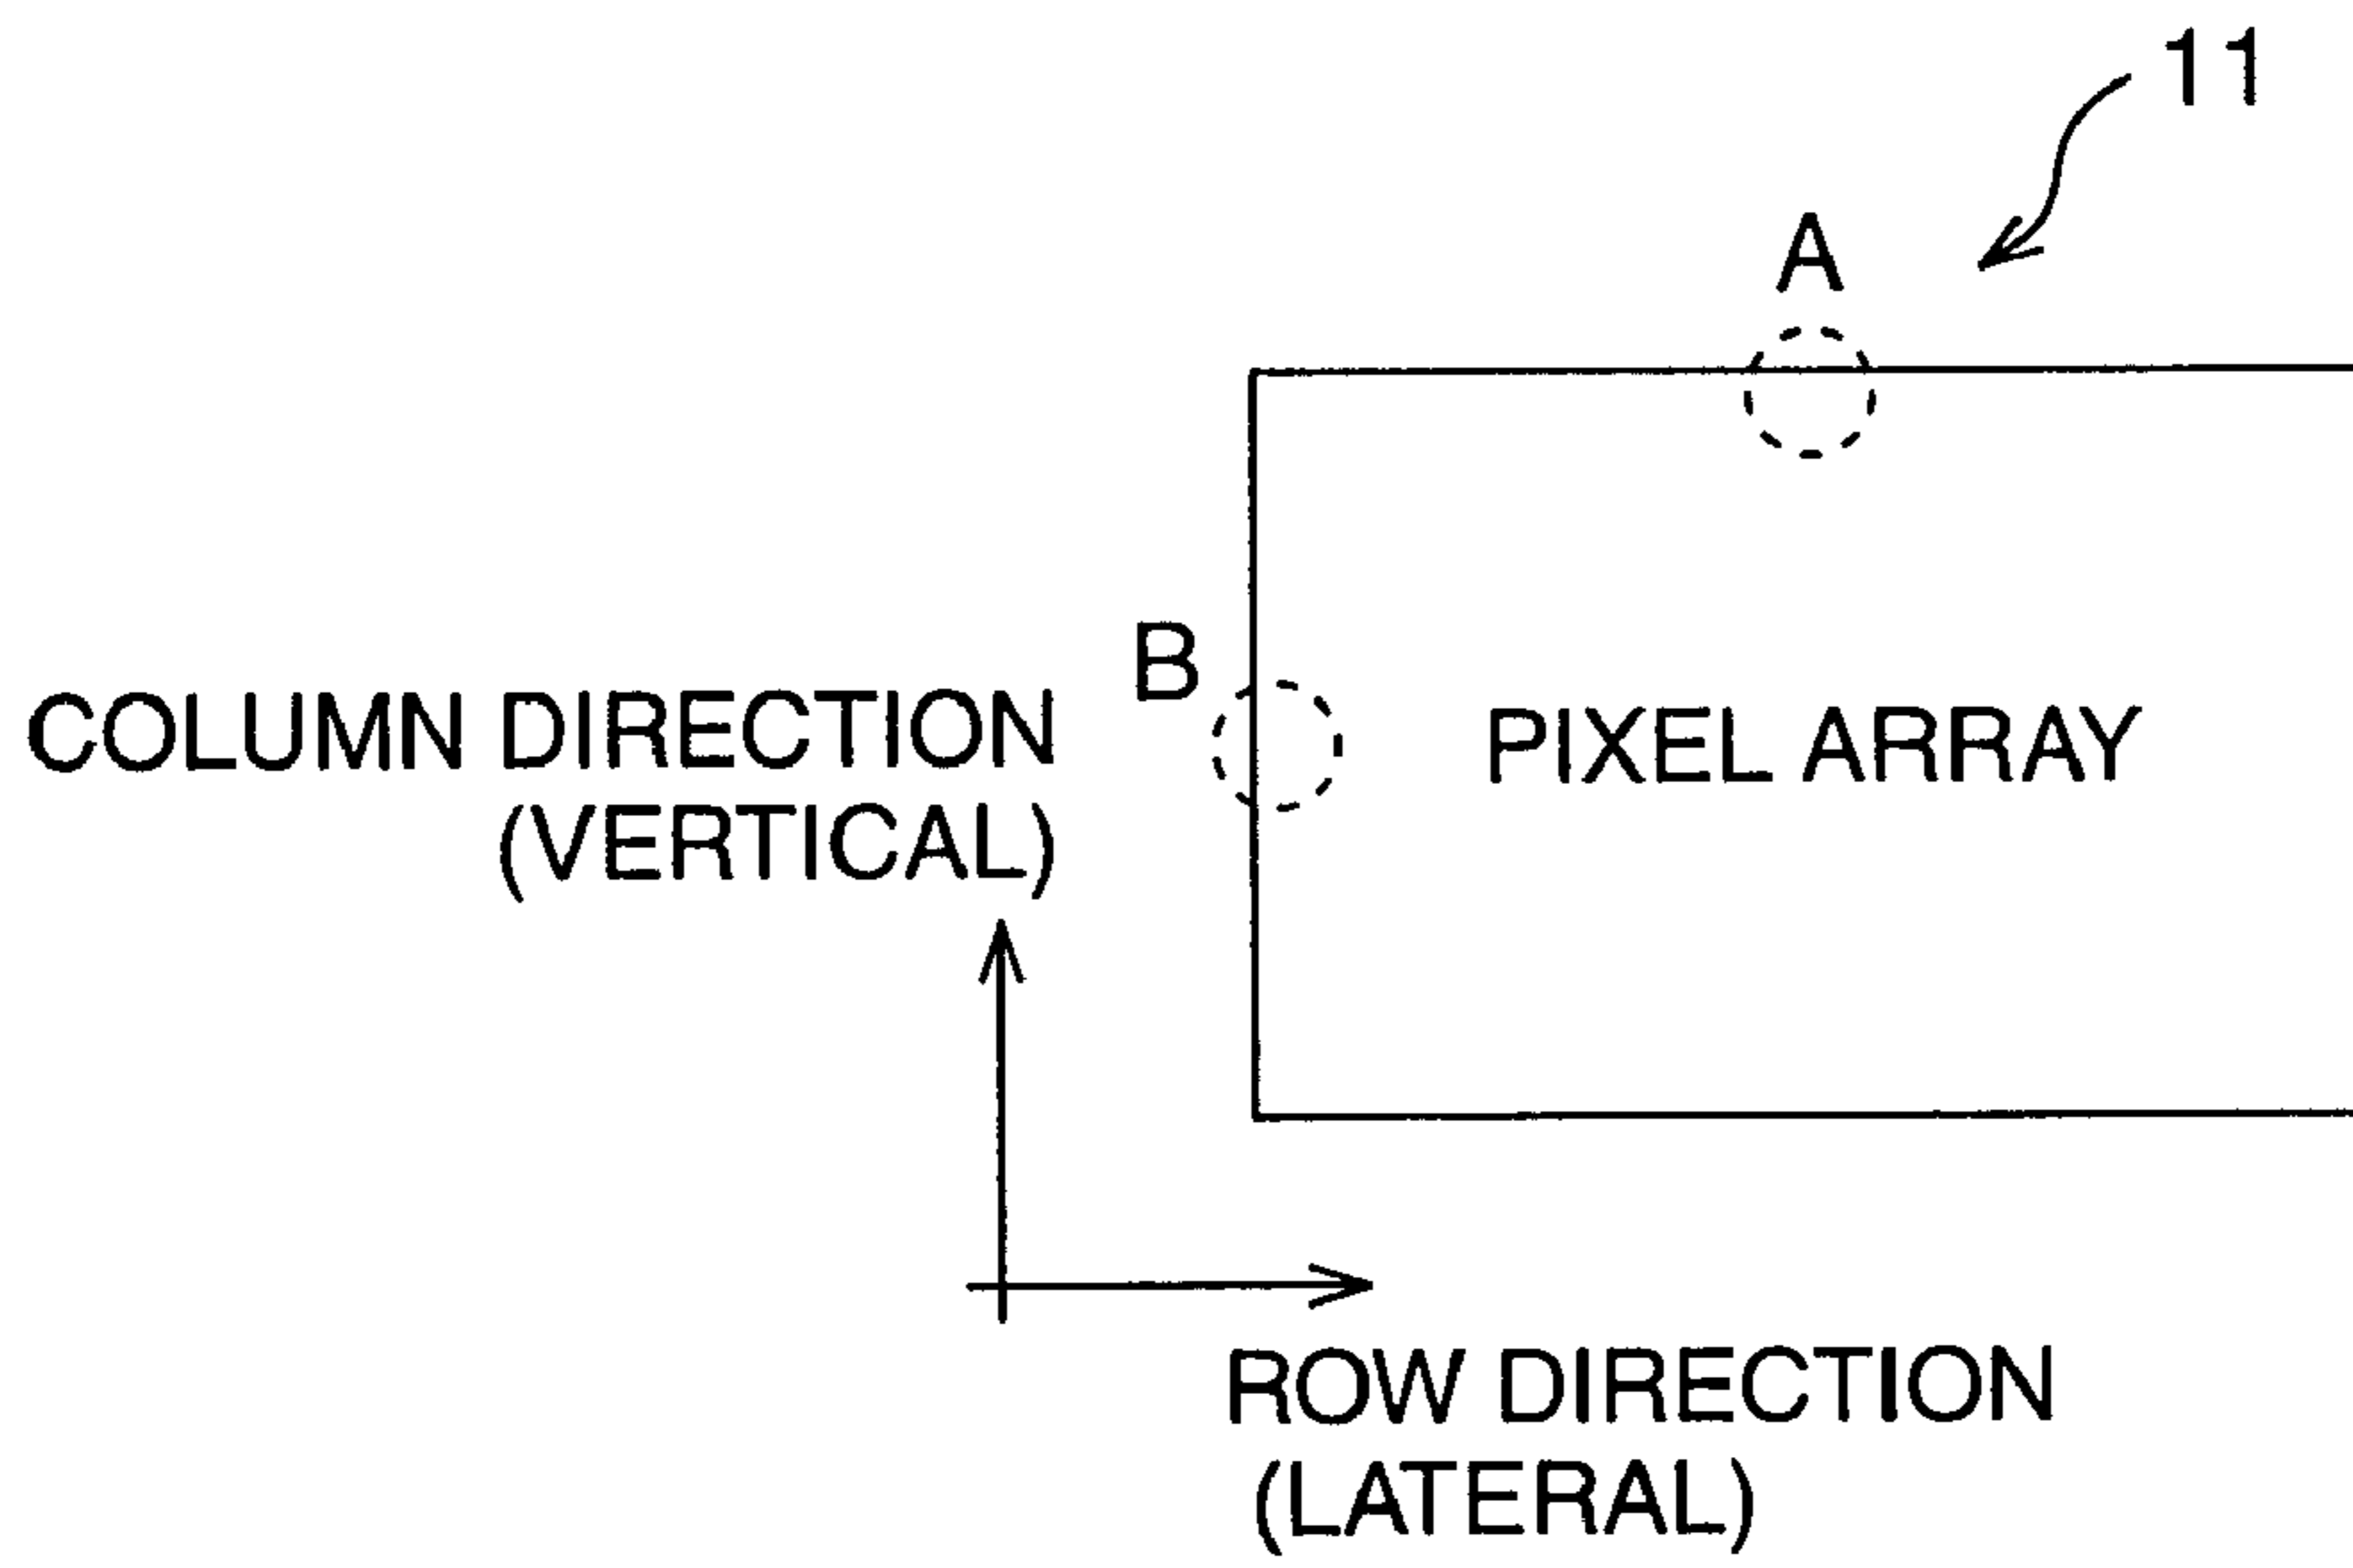 11
A
B
COLUMN DIRECTION
(VERTICAL)
PIXEL ARRAY
ROW DIRECTION
(LATERAL)